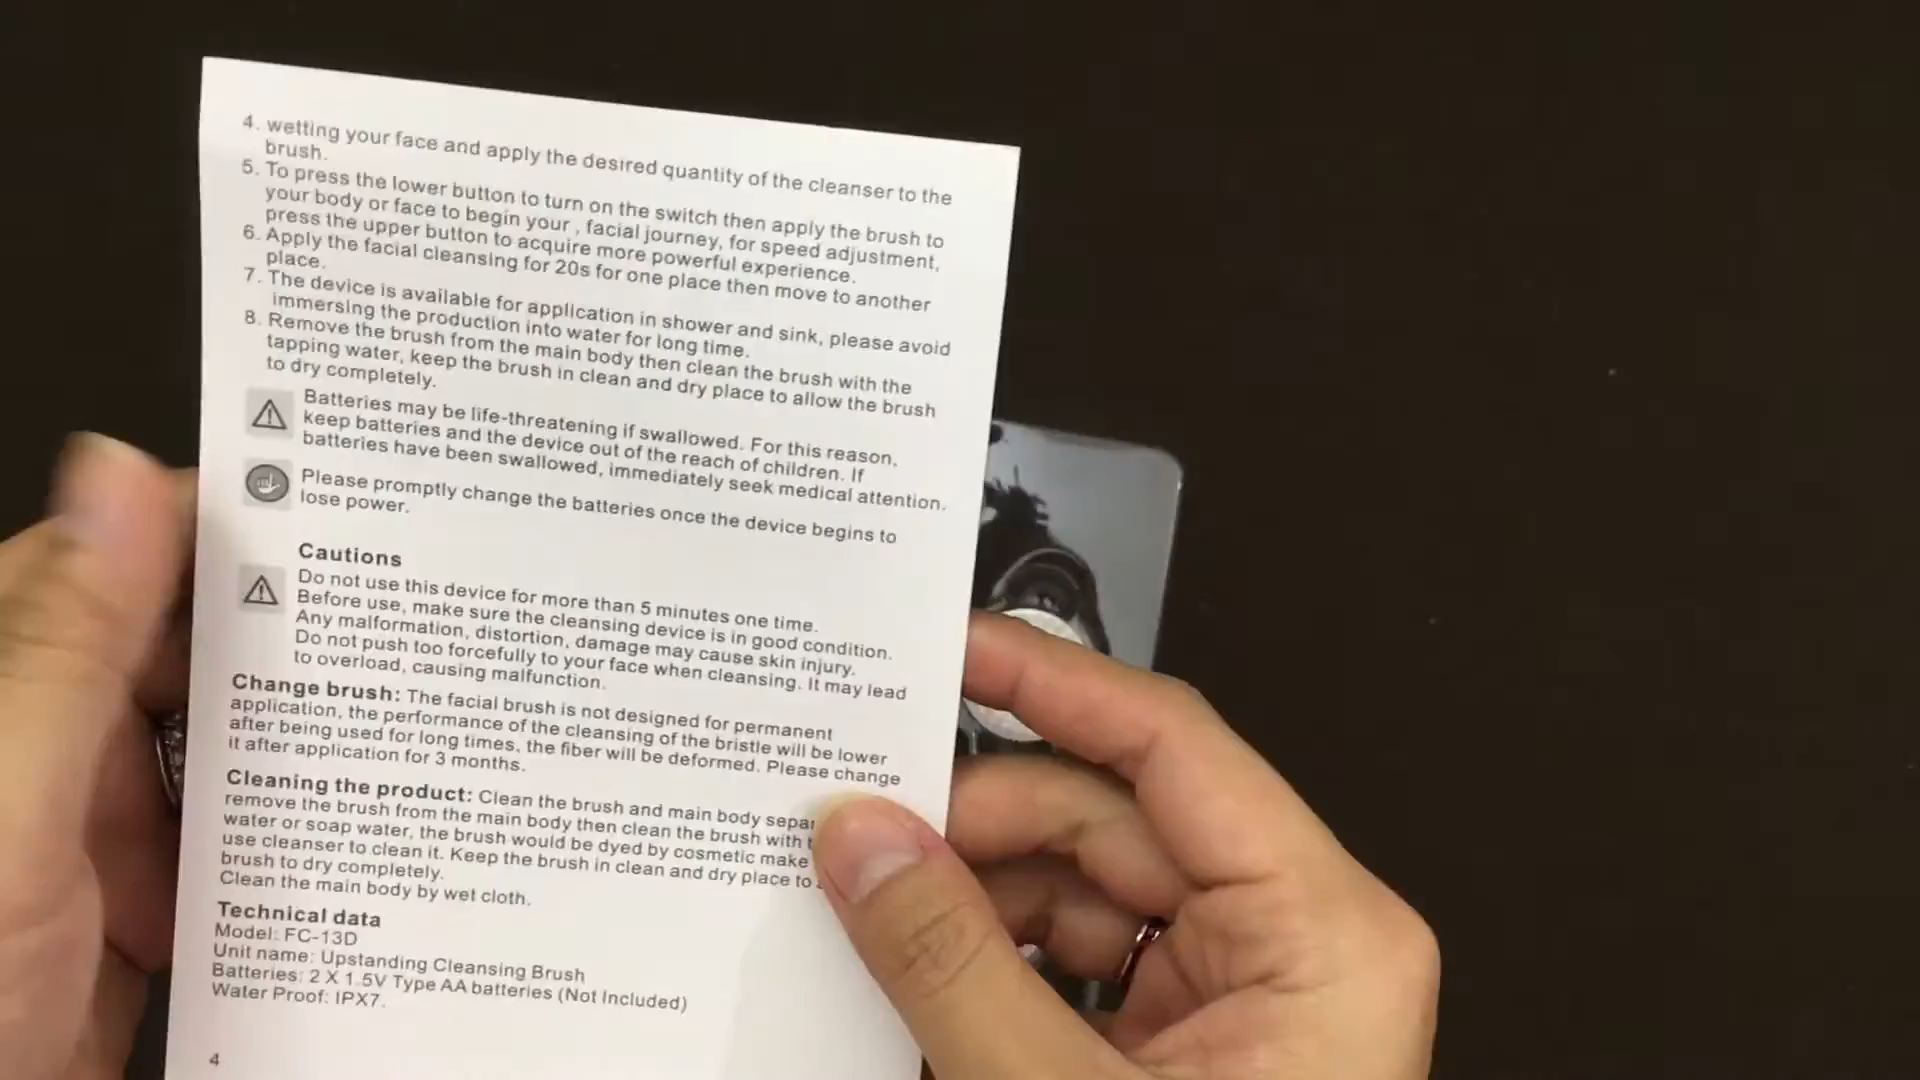 4. wetting your face and apply the desired quantity of the cleanser to the
brush.
5. To press the lower button to turn on the switch then apply the brush to
your body or face to begin your , facial journey, for speed adjustment,
press the upper button to acquire more powerful experience.
6. Apply the facial cleansing for 20s for one place then move to another
place.
7. The device is available for application in shower and sink, please avoid
immersing the production into water for long time.
8. Remove the brush from the main body then clean the brush with the
tapping water, keep the brush in clean and dry place to allow the brush
to dry completely.
Batteries may be life-threatening if swallowed. For this reason,
keep batteries and the device out of the reach of children. If
batteries have been swallowed, immediately seek medical attention.
Please promptly change the batteries once the device begins to
lose power.
Cautions
Do not use this device for more than 5 minutes one time.
Before use, make sure the cleansing device is in good condition.
Any malformation, distortion, damage may cause skin injury.
Do not push too forcefully to your face when cleansing. It may lead
to overload, causing malfunction.
Change brush: The facial brush is not designed for permanent
application, the performance of the cleansing of the bristle will be lower
after being used for long times, the fiber will be deformed. Please change
it after application for 3 months.
Cleaning the product: Clean the brush and main body
remove the brush from the main body then clean the brush with
water or soap water, the brush would be dyed by cosmetic make
use cleanser to clean it. Keep the brush in clean and dry place to
brush to dry completely.
Clean the main body by wet cloth.
Technical data
Model: FC-13D
Unit name: Upstanding Cleansing Brush
Batteries: 2 X 1.5V Type AA batteries (Not Included)
Water Proof: IPX7.
4